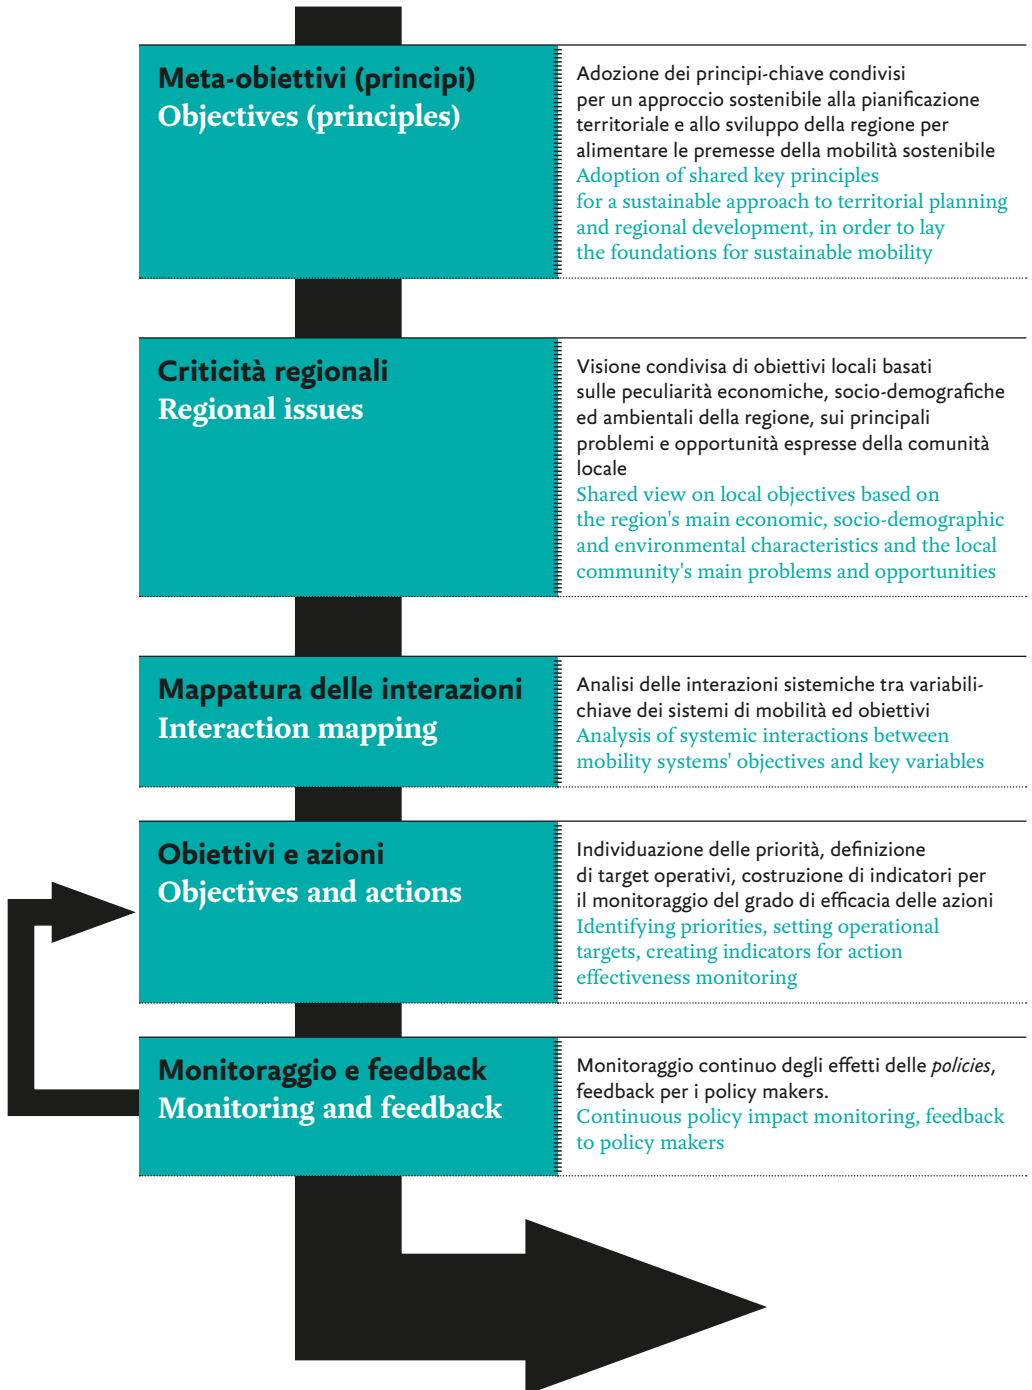 Meta-obiettivi (principi)
Objectives (principles)
Adozione dei principi-chiave condivisi
per un approccio sostenibile alla pianificazione
territoriale e allo sviluppo della regione per
alimentare le premesse della mobilità sostenibile
Adoption of shared key principles
for a sustainable approach to territorial planning
and regional development, in order to lay
the foundations for sustainable mobility
Criticità regionali
Regional issues
Visione condivisa di obiettivi locali basati
sulle peculiarità economiche, socio-demografiche
ed ambientali della regione, sui principali
problemi e opportunità espresse della comunità
locale
Shared view on local objectives based on
the region's main economic, socio-demographic
and environmental characteristics and the local
community's main problems and opportunities
Mappatura delle interazioni
Interaction mapping
Analisi delle interazioni sistemiche tra variabili-
chiave dei sistemi di mobilità ed obiettivi
Analysis of systemic interactions between
mobility systems' objectives and key variables
Obiettivi e azioni
Objectives and actions
Individuazione delle priorità, definizione
di target operativi, costruzione di indicatori per
il monitoraggio del grado di efficacia delle azioni
Identifying priorities, setting operational
targets, creating indicators for action
effectiveness monitoring
Monitoraggio e feedback
Monitoring and feedback
Monitoraggio continuo degli effetti delle policies,
feedback per i policy makers.
Continuous policy impact monitoring, feedback
to policy makers